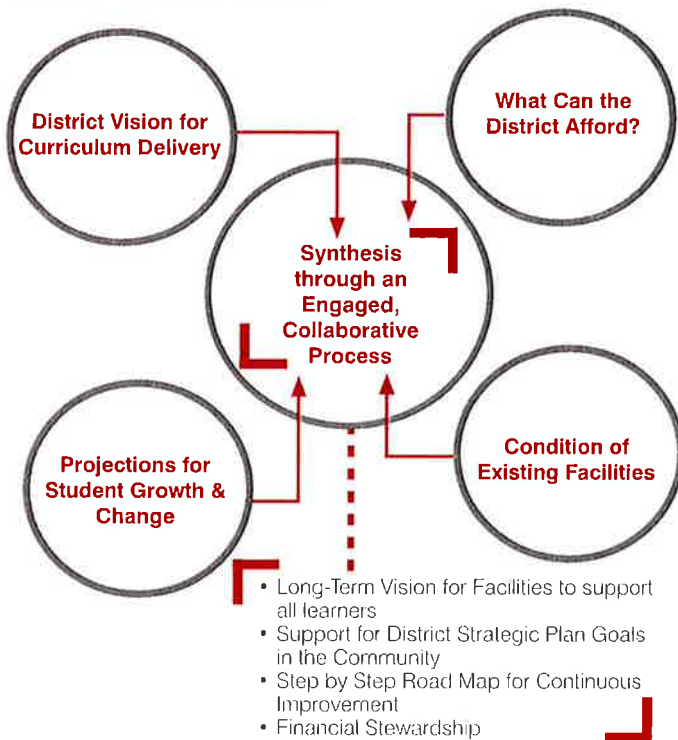 District Vision for
Curriculum Delivery
What Can the
District Afford?
Synthesis
through an
Engaged,
Collaborative
Process
Projections for
Student Growth &
Change
Condition of
Existing Facilities
• Long-Term Vision for Facilities to support
all learners
• Support for District Strategic Plan Goals
in the Community
• Step by Step Road Map for Continuous
Improvement
• Financial Stewardship